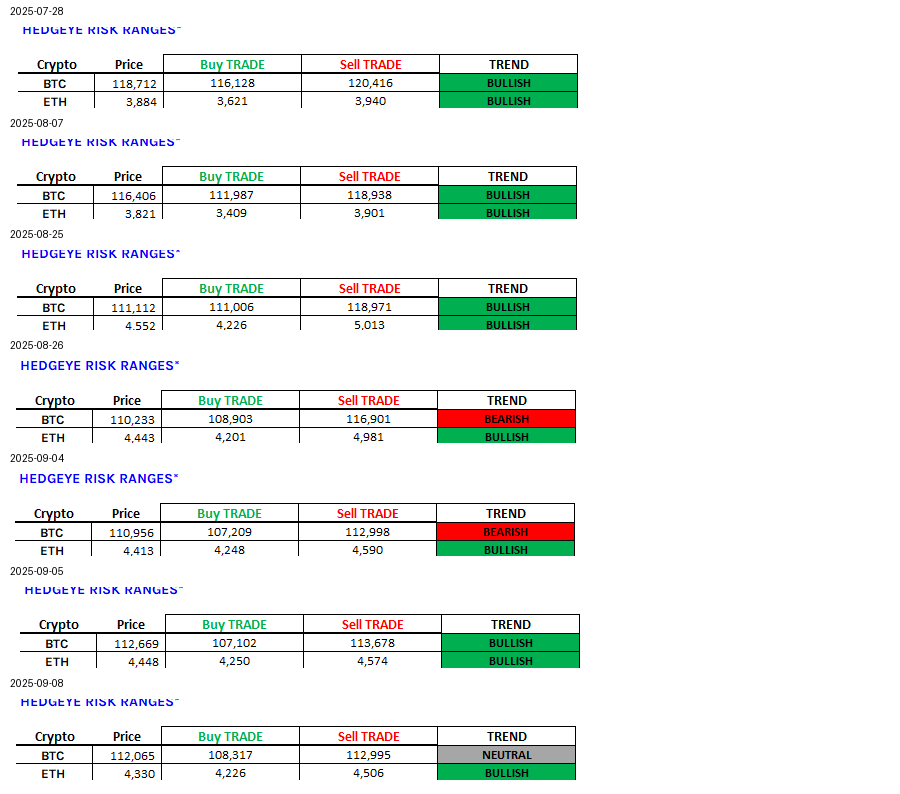 2025-07-28
HEDGEYE RISK RANGES*
Crypto Price Buy TRADE Sell TRADE TREND
BTC 118,712 116,128 120,416 BULLISH
ETH 3,884 3,621 3,940 BULLISH
2025-08-07
HEDGEYE RISK RANGES*
Crypto Price Buy TRADE Sell TRADE TREND
BTC 116,406 111,987 118,938 BULLISH
ETH 3,821 3,409 3,901 BULLISH
2025-08-25
HEDGEYE RISK RANGES*
Crypto Price Buy TRADE Sell TRADE TREND
BTC 111,112 111,006 118,971 BULLISH
ETH 4,552 4,226 5,013 BULLISH
2025-08-26
HEDGEYE RISK RANGES*
Crypto Price Buy TRADE Sell TRADE TREND
BTC 110,233 108,903 116,901 BEARISH
ETH 4,443 4,201 4,981 BULLISH
2025-09-04
HEDGEYE RISK RANGES*
Crypto Price Buy TRADE Sell TRADE TREND
BTC 110,956 107,209 112,998 BEARISH
ETH 4,413 4,248 4,590 BULLISH
2025-09-05
HEDGEYE RISK RANGES*
Crypto Price Buy TRADE Sell TRADE TREND
BTC 112,669 107,102 113,678 BULLISH
ETH 4,448 4,250 4,574 BULLISH
2025-09-08
HEDGEYE RISK RANGES*
Crypto Price Buy TRADE Sell TRADE TREND
BTC 112,065 108,317 112,995 NEUTRAL
ETH 4,330 4,226 4,506 BULLISH